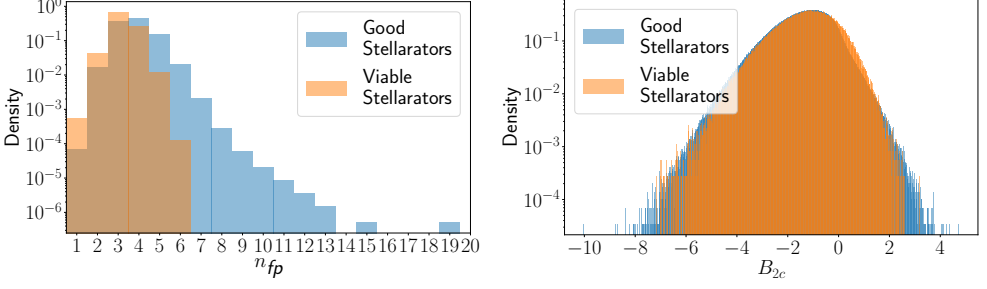 10^0
10^-1
10^-2
10^-3
10^-4
10^-5
10^-6
Density
Good
Stellarators
Viable
Stellarators
1 2 3 4 5 6 7 8 9 10 11 12 13 14 15 16 17 18 19 20
n_fp
10^-1
10^-2
10^-3
10^-4
Density
Good
Stellarators
Viable
Stellarators
−10 −8 −6 −4 −2 0 2 4
B_2c